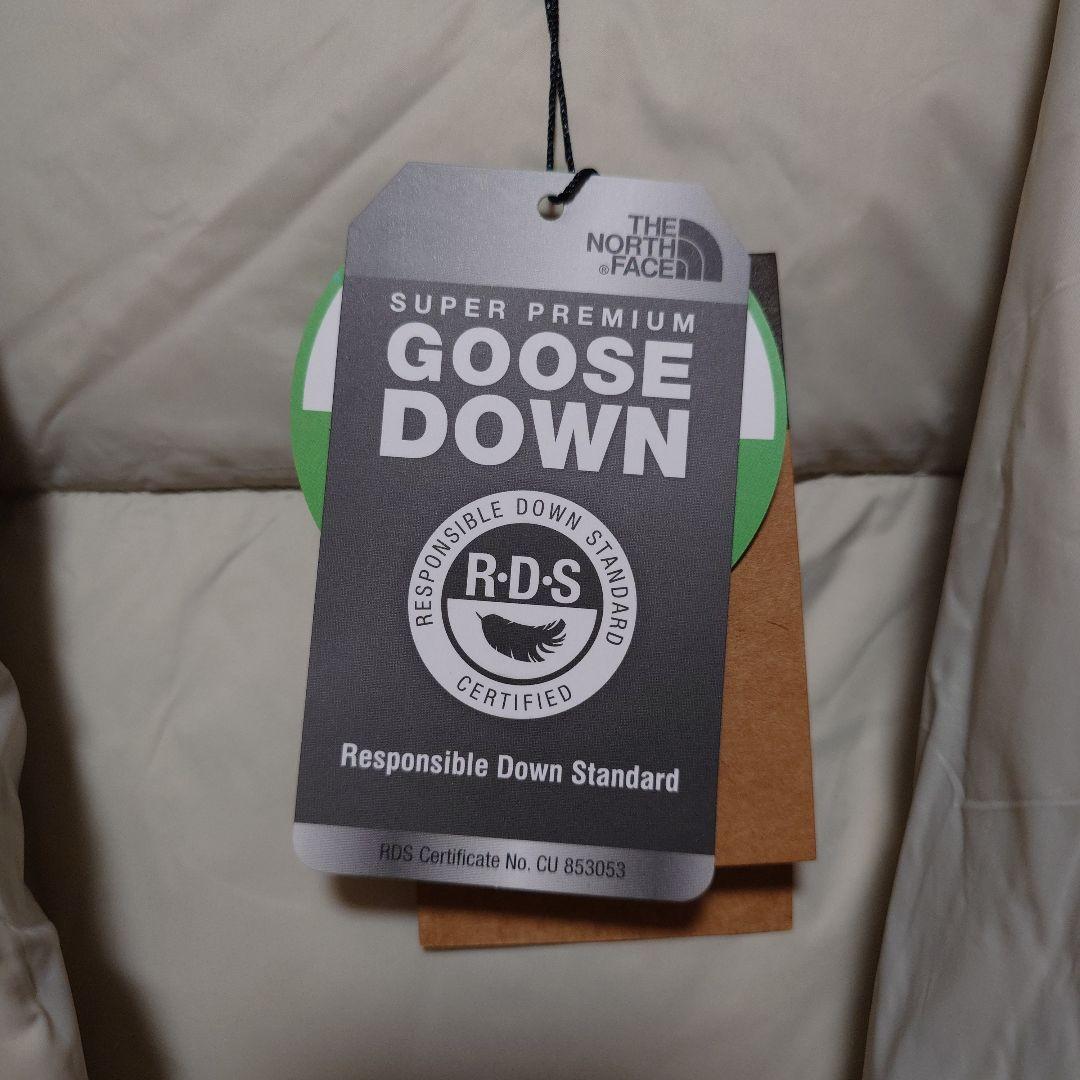 THE
NORTH
®FACE
SUPER PREMIUM
GOOSE
DOWN
RESPONSIBLE DOWN STANDARD
R·D·S
CERTIFIED
Responsible Down Standard
RDS Certificate No. CU 853053